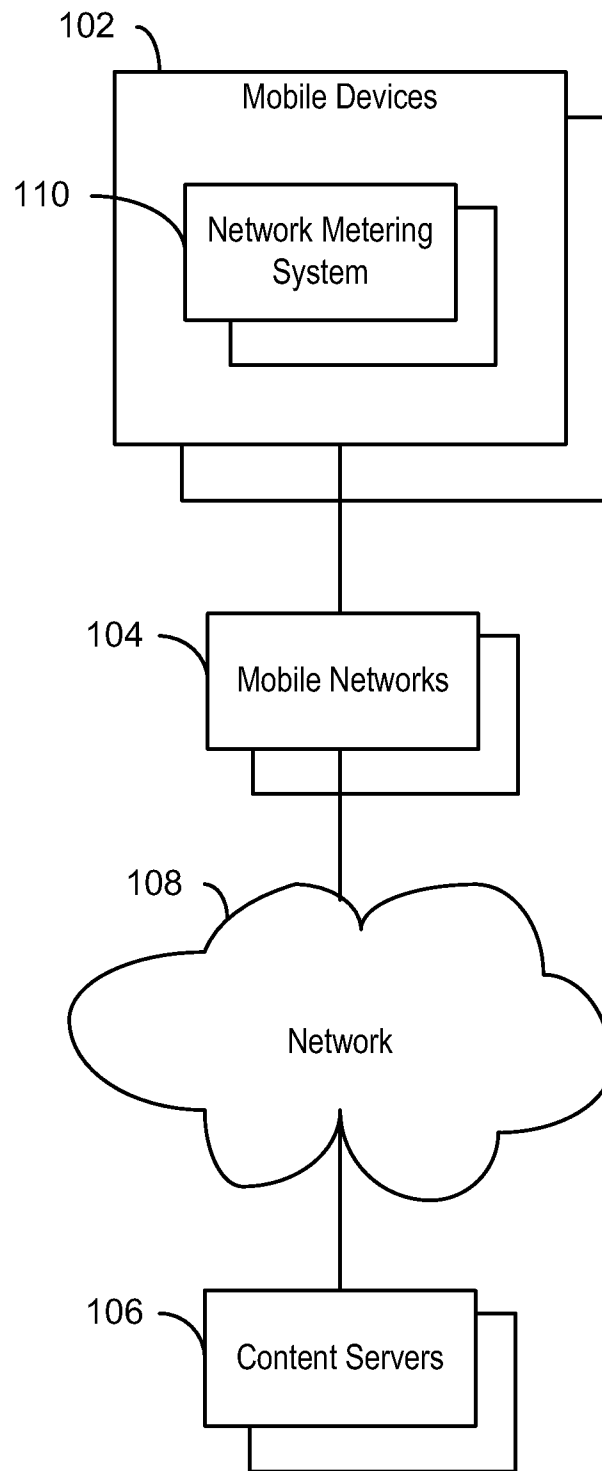 102
Mobile Devices
110
Network Metering
System
104
Mobile Networks
108
Network
106
Content Servers